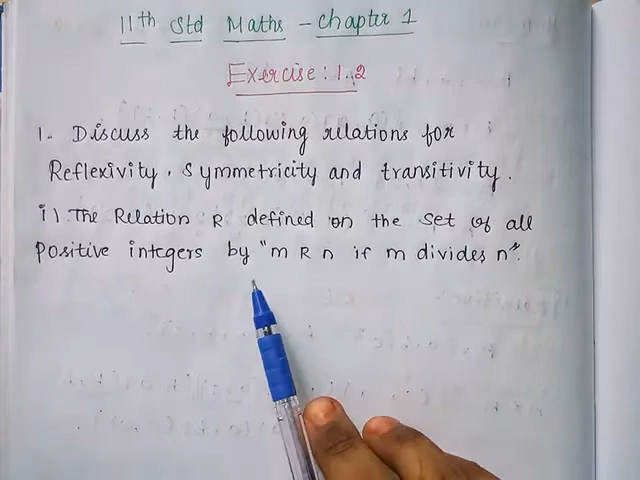 11th Std Maths - Chapter 1
Exercise: 1.2
1. Discuss the following relations for
Reflexivity, Symmetricity and transitivity.
i) The Relation R defined on the set of all
Positive integers by "m R n if m divides n".